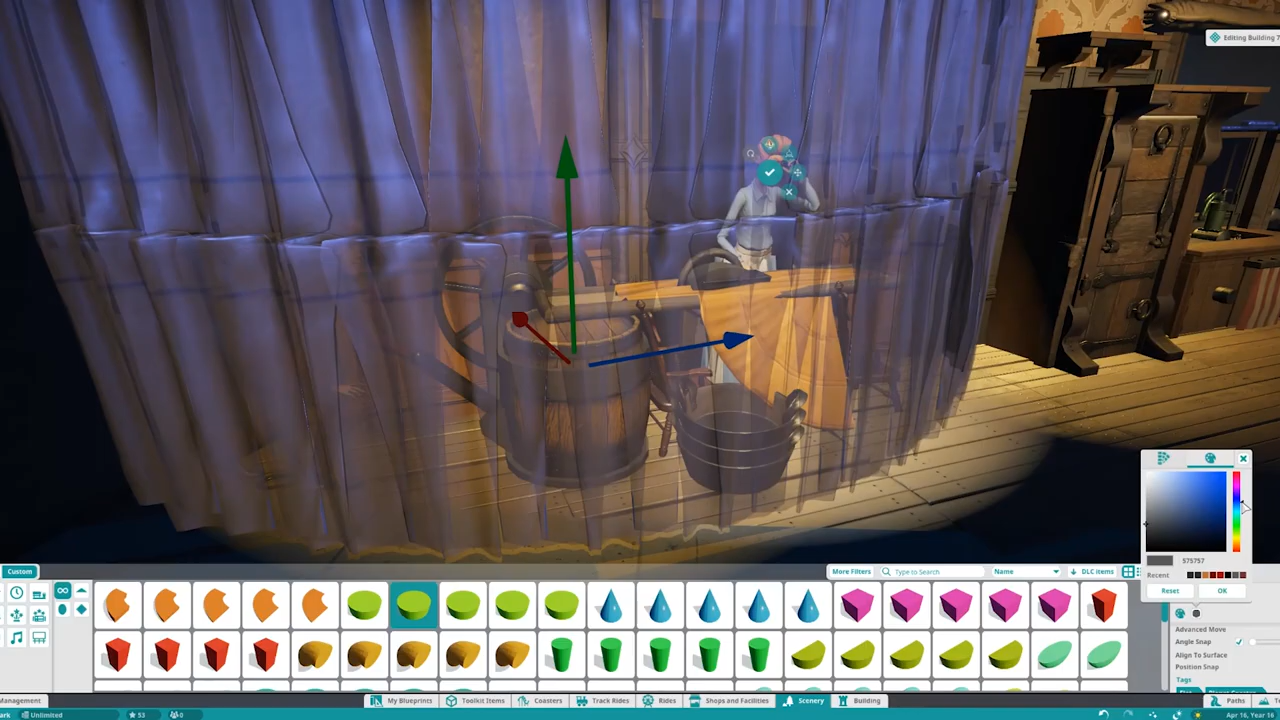 Editing Building 7
Custom
More Filters
Type to Search
Name
DLC items
575757
Recent
Reset
OK
Advanced Move
Angle Snap
Align To Surface
Position Snap
Tags
Management
My Blueprints
Toolkit Items
Coasters
Track Rides
Rides
Shops and Facilities
Scenery
Building
Paths
ark
Unlimited
53
0
Apr 16, Year 16